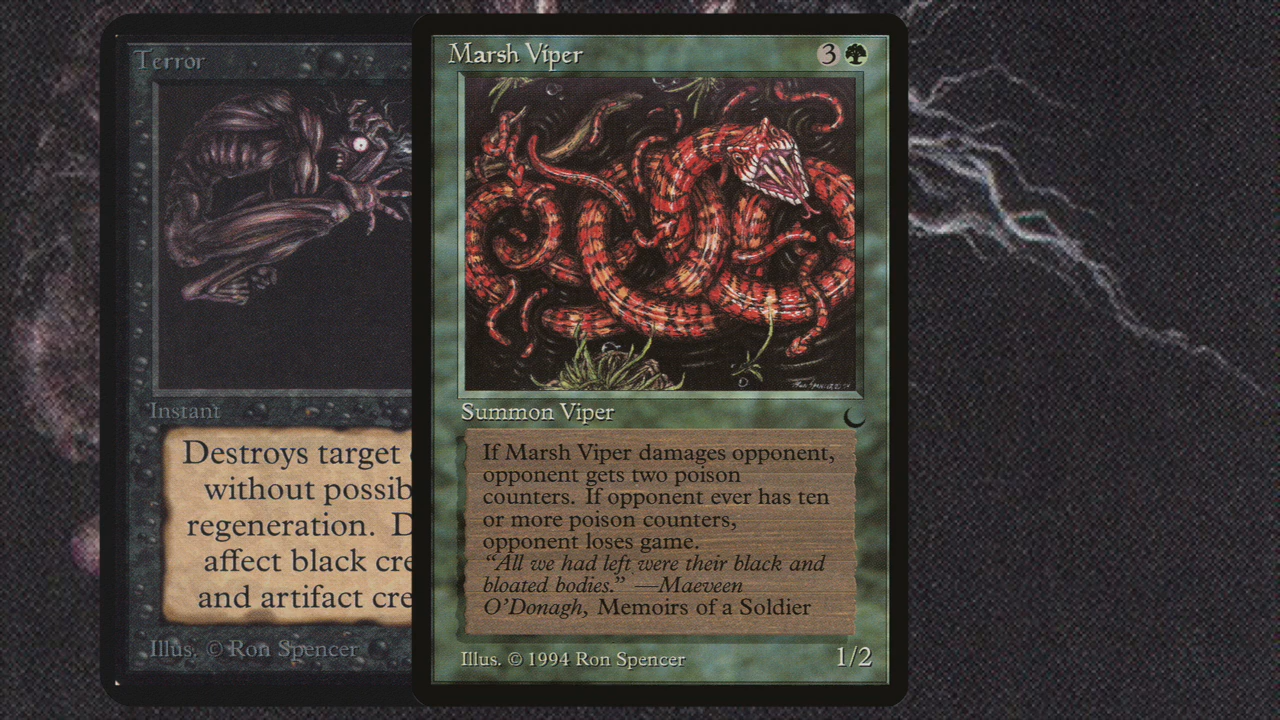 Terror
Instant
Destroys target
without possib
regeneration. D
affect black cre
and artifact cre
Illus. © Ron Spencer
Marsh Viper
3
Summon Viper
If Marsh Viper damages opponent,
opponent gets two poison
counters. If opponent ever has ten
or more poison counters,
opponent loses game.
“All we had left were their black and
bloated bodies.” —Maeveen
O’Donagh, Memoirs of a Soldier
Illus. © 1994 Ron Spencer
1/2